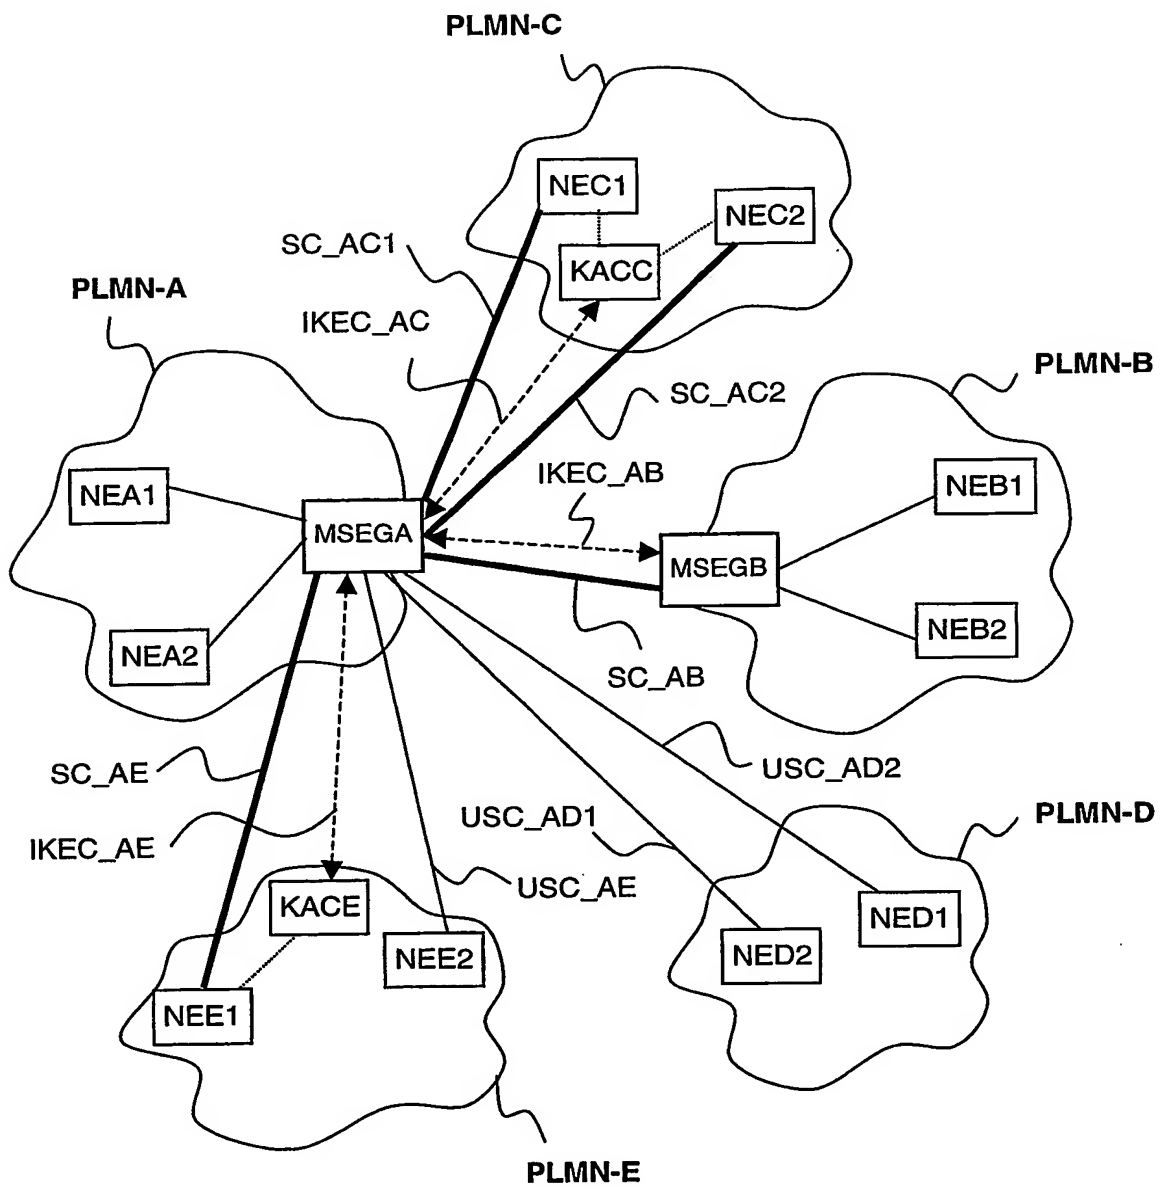 PLMN-C
NEC1
NEC2
SC_AC1
KACC
PLMN-A
IKEC_AC
PLMN-B
SC_AC2
IKEC_AB
NEA1
NEB1
MSEGA
MSEGB
NEB2
NEA2
SC_AB
SC_AE
USC_AD2
USC_AD1
PLMN-D
IKEC_AE
USC_AE
KACE
NED1
NEE2
NED2
NEE1
PLMN-E